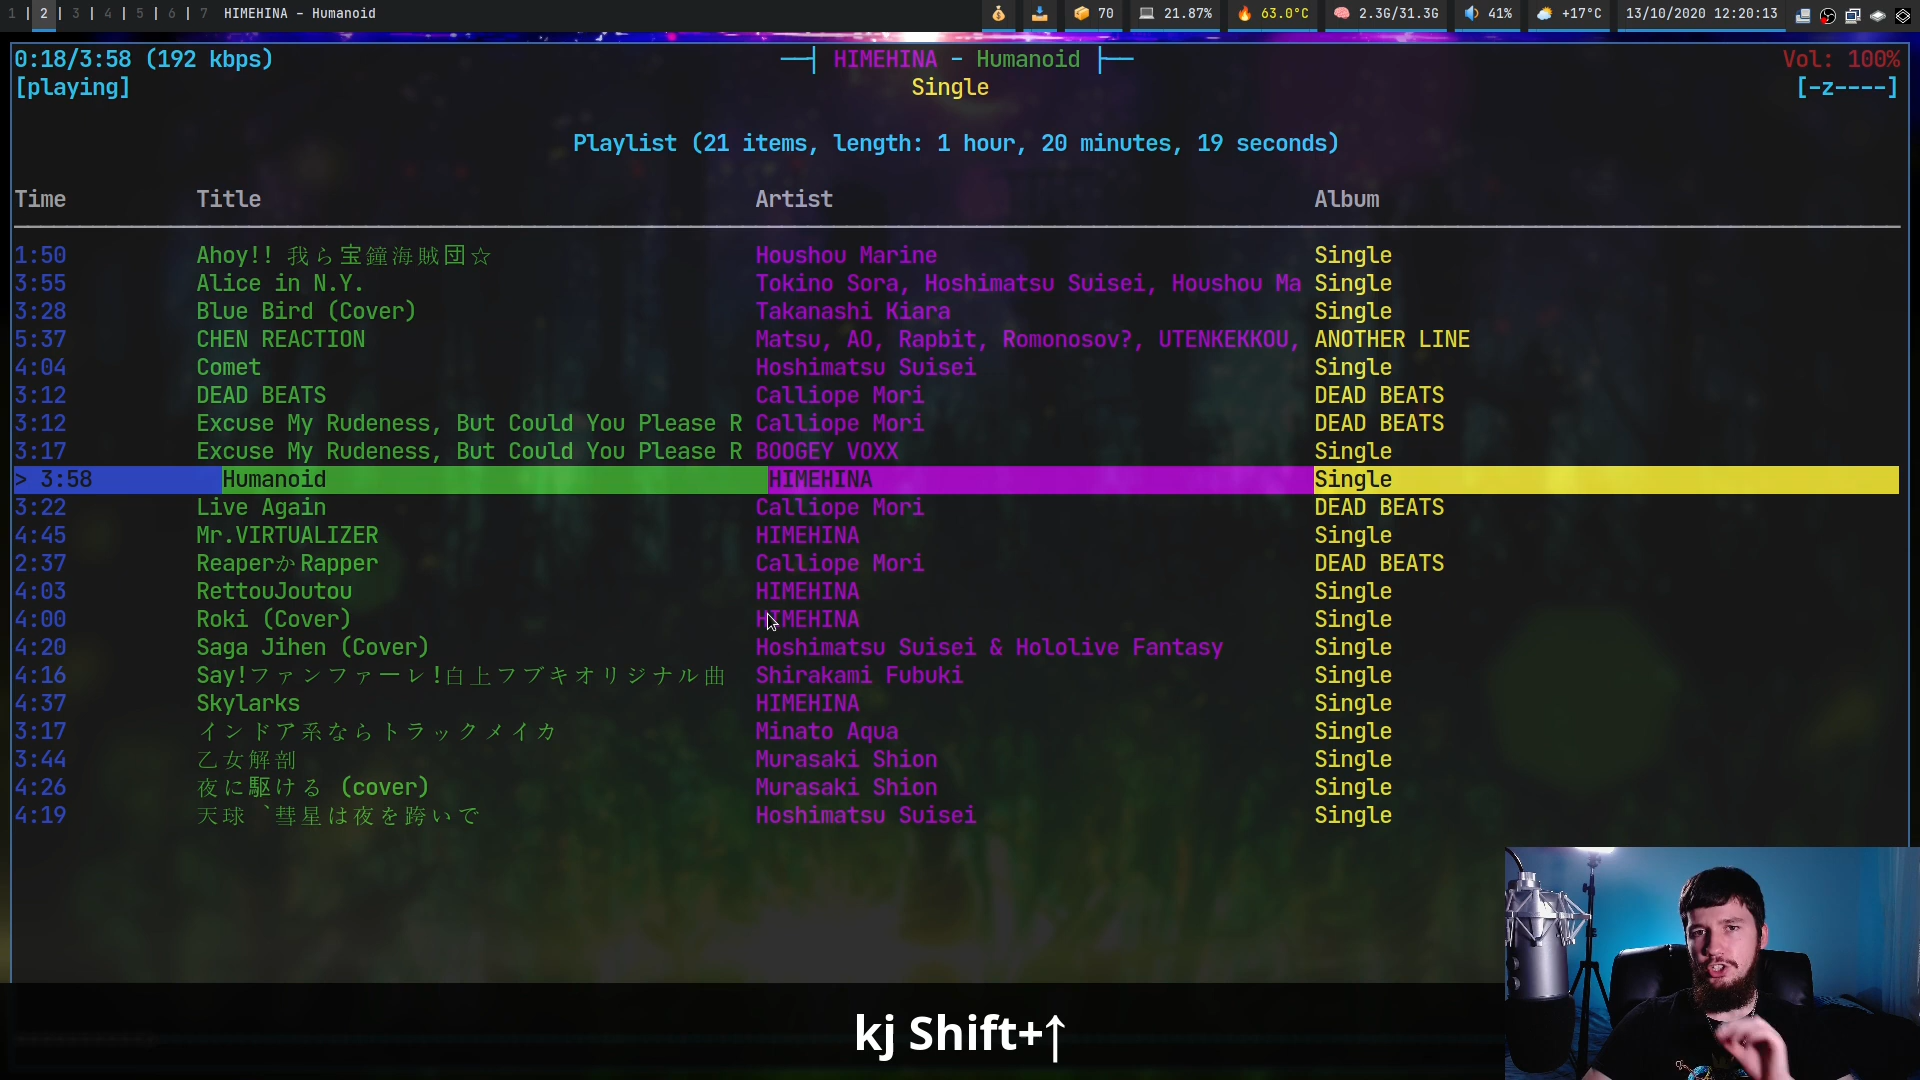 1 | 2 | 3 | 4 | 5 | 6 | 7 HIMEHINA - Humanoid 70 21.87% 63.0°C 2.3G/31.3G 41% +17°C 13/10/2020 12:20:13
0:18/3:58 (192 kbps) HIMEHINA - Humanoid Vol: 100%
[playing] Single [-z----]
Playlist (21 items, length: 1 hour, 20 minutes, 19 seconds)
Time Title Artist Album
1:50 Ahoy!! 我ら宝鐘海賊団☆ Houshou Marine Single
3:55 Alice in N.Y. Tokino Sora, Hoshimatsu Suisei, Houshou Ma Single
3:28 Blue Bird (Cover) Takanashi Kiara Single
5:37 CHEN REACTION Matsu, AO, Rapbit, Romonosov?, UTENKEKKOU, ANOTHER LINE
4:04 Comet Hoshimatsu Suisei Single
3:12 DEAD BEATS Calliope Mori DEAD BEATS
3:12 Excuse My Rudeness, But Could You Please R Calliope Mori DEAD BEATS
3:17 Excuse My Rudeness, But Could You Please R BOOGEY VOXX Single
> 3:58 Humanoid HIMEHINA Single
3:22 Live Again Calliope Mori DEAD BEATS
4:45 Mr.VIRTUALIZER HIMEHINA Single
2:37 ReaperかRapper Calliope Mori DEAD BEATS
4:03 RettouJoutou HIMEHINA Single
4:00 Roki (Cover) HIMEHINA Single
4:20 Saga Jihen (Cover) Hoshimatsu Suisei & Hololive Fantasy Single
4:16 Say!ファンファーレ!白上フブキオリジナル曲 Shirakami Fubuki Single
4:37 Skylarks HIMEHINA Single
3:17 インドア系ならトラックメイカ Minato Aqua Single
3:44 乙女解剖 Murasaki Shion Single
4:26 夜に駆ける (cover) Murasaki Shion Single
4:19 天球、彗星は夜を跨いで Hoshimatsu Suisei Single
kj Shift+↑